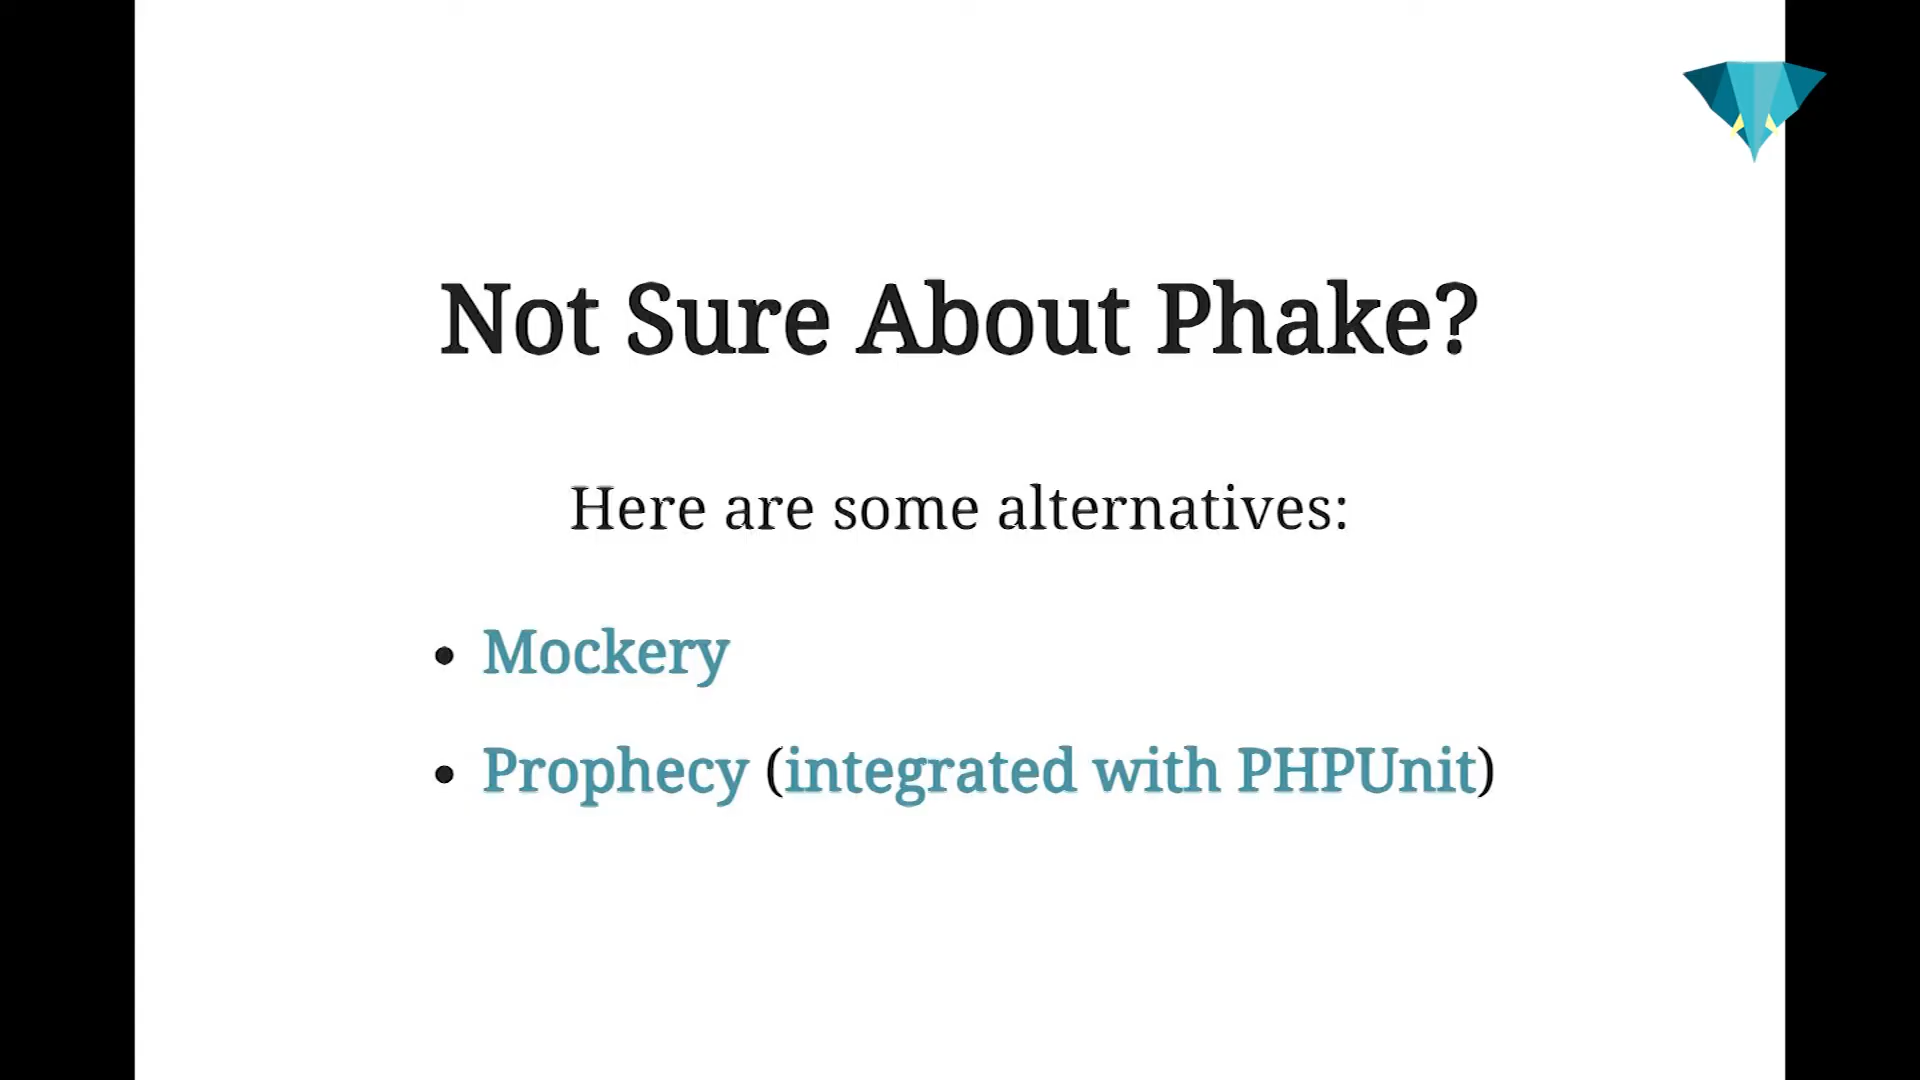 Not Sure About Phake?
Here are some alternatives:
• Mockery
• Prophecy (integrated with PHPUnit)